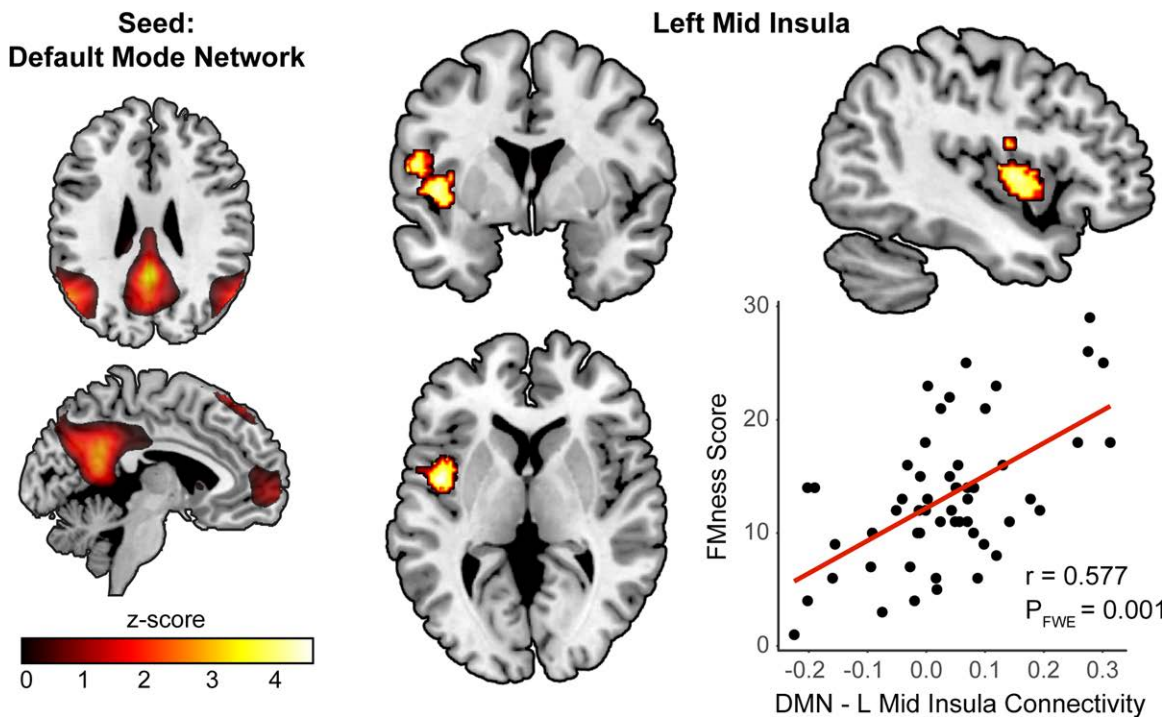 Seed:
Default Mode Network
Left Mid Insula
z-score
0 1 2 3 4
FMness Score
30
20
10
0
r = 0.577
PFWE = 0.001
-0.2 -0.1 0.0 0.1 0.2 0.3
DMN - L Mid Insula Connectivity